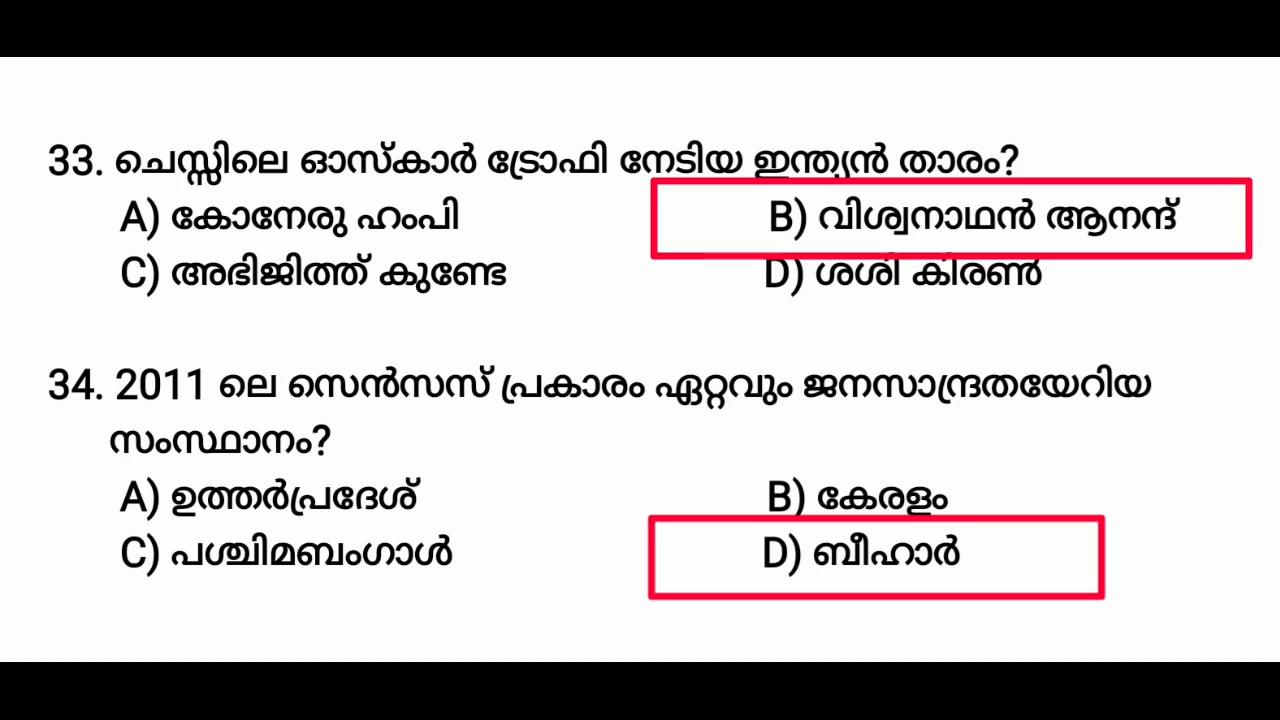 33. ചെസ്സിലെ ഓസ്കാർ ട്രോഫി നേടിയ ഇന്ത്യൻ താരം?
A) കോനേരു ഹംപി B) വിശ്വനാഥൻ ആനന്ദ്
C) അഭിജിത്ത് കുണ്ടേ D) ശശി കിരൺ
34. 2011 ലെ സെൻസസ് പ്രകാരം ഏറ്റവും ജനസാന്ദ്രതയേറിയ
സംസ്ഥാനം?
A) ഉത്തർപ്രദേശ് B) കേരളം
C) പശ്ചിമബംഗാൾ D) ബീഹാർ